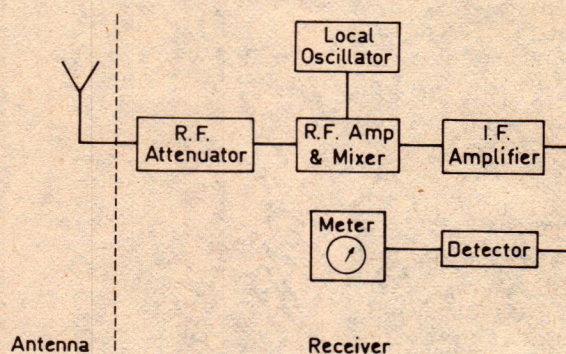 Local
Oscillator
R.F.
Attenuator
R.F. Amp
& Mixer
I.F.
Amplifier
Meter
Detector
Antenna
Receiver